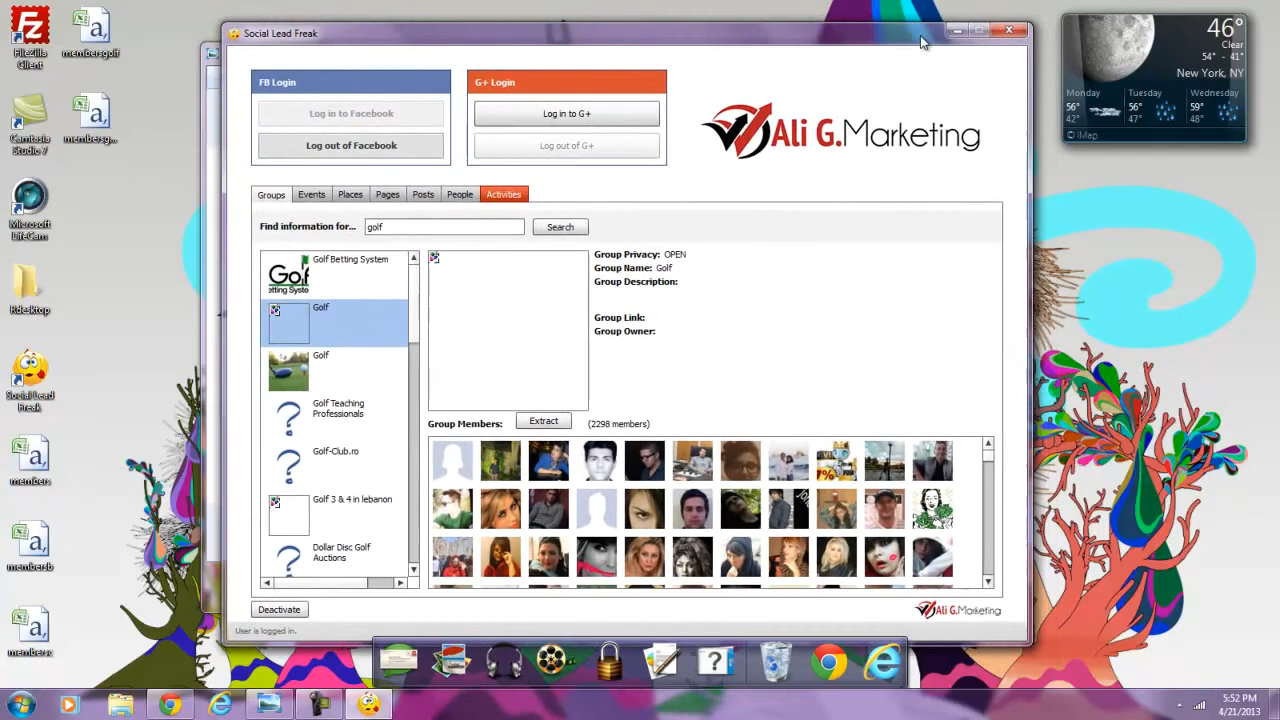 FileZilla
Client
membersgolf
Camtasia
Studio 7
membersg...
Microsoft
LifeCam
Rdesktop
Social Lead
Freak
members
membersb
membersc
Social Lead Freak
FB Login
Log in to Facebook
Log out of Facebook
G+ Login
Log in to G+
Log out of G+
Ali G.Marketing
Groups
Events
Places
Pages
Posts
People
Activities
Find information for...
golf
Search
Golf Betting System
Golf
Golf
Golf Teaching
Professionals
Golf-Club.ro
Golf 3 & 4 in lebanon
Dollar Disc Golf
Auctions
Group Privacy: OPEN
Group Name: Golf
Group Description:
Group Link:
Group Owner:
Group Members:
Extract
(2298 members)
Deactivate
Ali G.Marketing
User is logged in.
46°
Clear
54° - 41°
New York, NY
Monday
56°
42°
Tuesday
56°
47°
Wednesday
59°
48°
© iMap
5:52 PM
4/21/2013